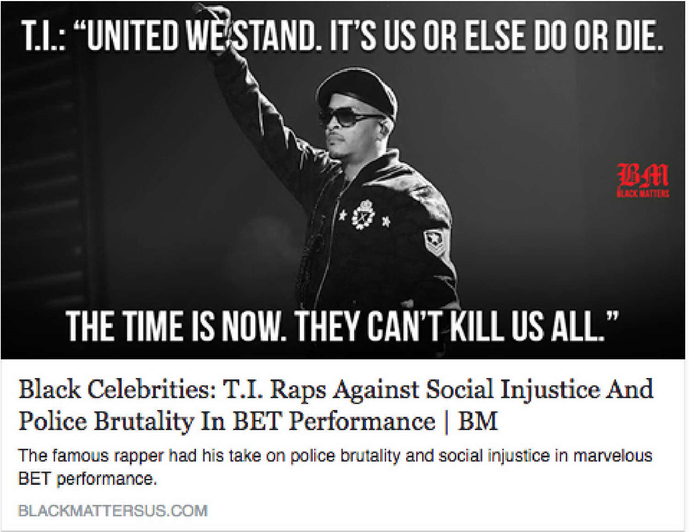 T.I.: “UNITED WE STAND. IT’S US OR ELSE DO OR DIE.
BM
BLACK MATTERS
THE TIME IS NOW. THEY CAN’T KILL US ALL.”
Black Celebrities: T.I. Raps Against Social Injustice And
Police Brutality In BET Performance | BM
The famous rapper had his take on police brutality and social injustice in marvelous
BET performance.
BLACKMATTERSUS.COM